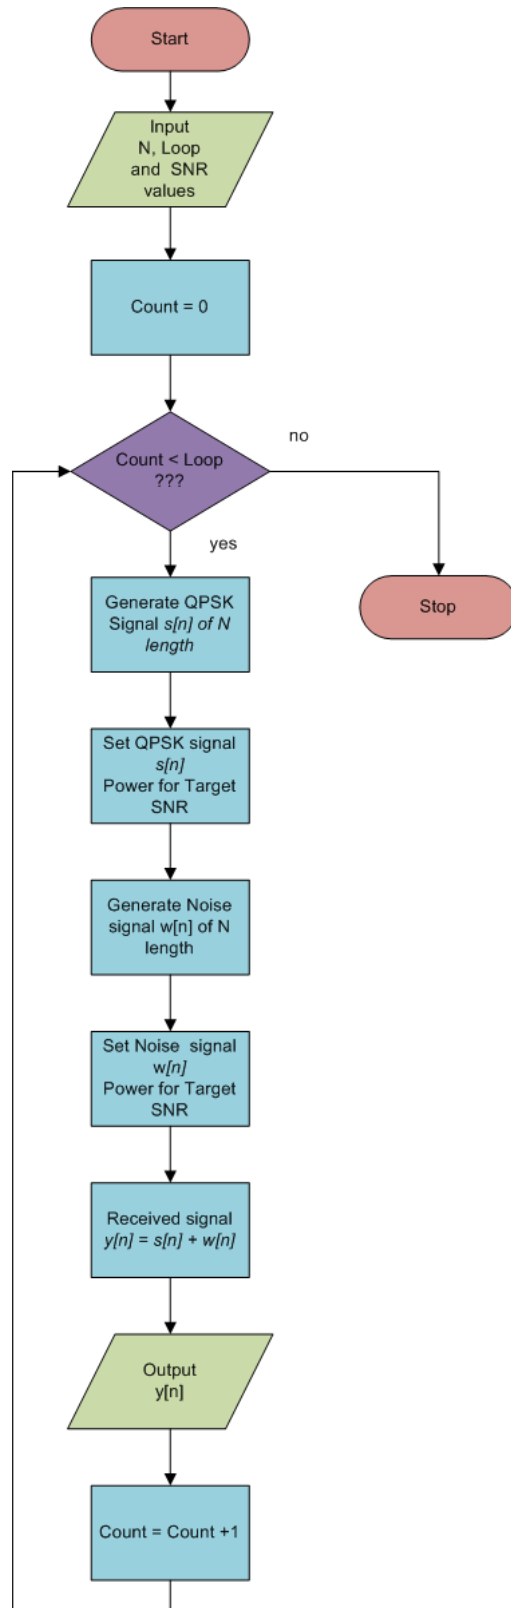 Start
Input
N, Loop
and SNR
values
Count = 0
Count < Loop
???
no
yes
Generate QPSK
Signal s[n] of N
length
Stop
Set QPSK signal
s[n]
Power for Target
SNR
Generate Noise
signal w[n] of N
length
Set Noise signal
w[n]
Power for Target
SNR
Received signal
y[n] = s[n] + w[n]
Output
y[n]
Count = Count +1